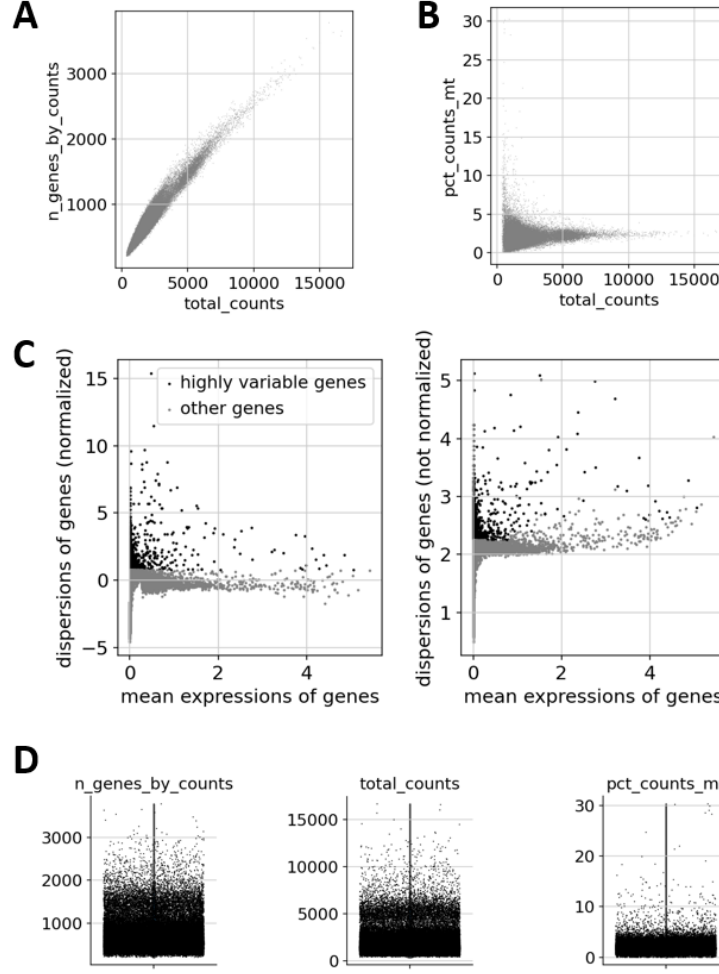 A
n_genes_by_counts
3000
2000
1000
0 5000 10000 15000
total_counts
B
pct_counts_mt
30
25
20
15
10
5
0
0 5000 10000 15000
total_counts
C
dispersions of genes (normalized)
15
10
5
0
−5
highly variable genes
other genes
0 2 4
mean expressions of genes
dispersions of genes (not normalized)
5
4
3
2
1
0 2 4
mean expressions of genes
D
n_genes_by_counts
3000
2000
1000
total_counts
15000
10000
5000
0
pct_counts_m
30
20
10
0